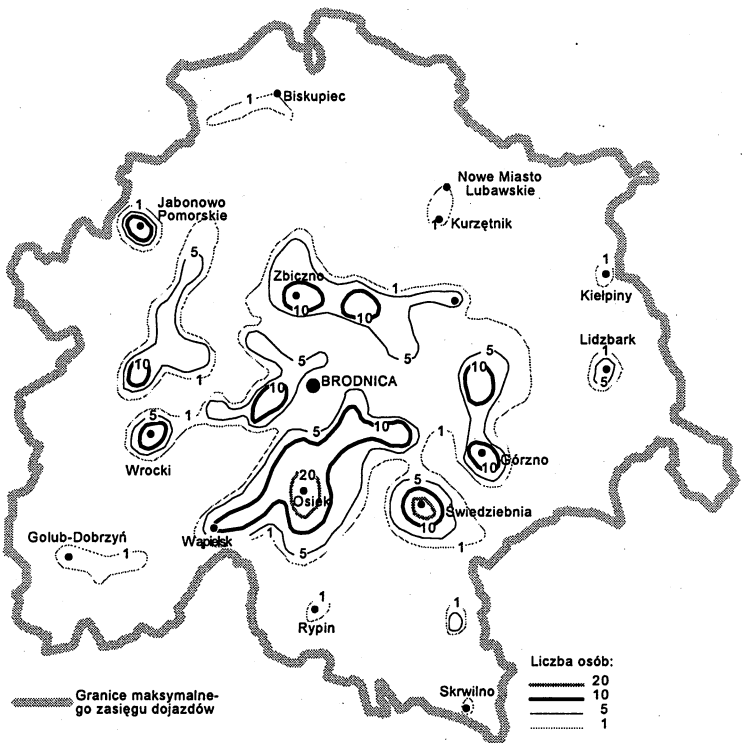 1
Biskupiec
Nowe Miasto
Lubawskie
Kurzętnik
1
1
Jabonowo
Pomorskie
5
Zbiczno
1
10
10
1
Kiełpiny
Lidzbark
1
5
5
5
5
10
10
1
BRODNICA
10
5
1
10
1
Wrocki
5
10
Górzno
20
Osiek
5
Świedziebnia
10
Wąpielsk
1
5
1
Golub-Dobrzyń
1
1
Rypin
1
Skrwilno
Liczba osób:
20
10
5
1
Granice maksymalne-
go zasięgu dojazdów